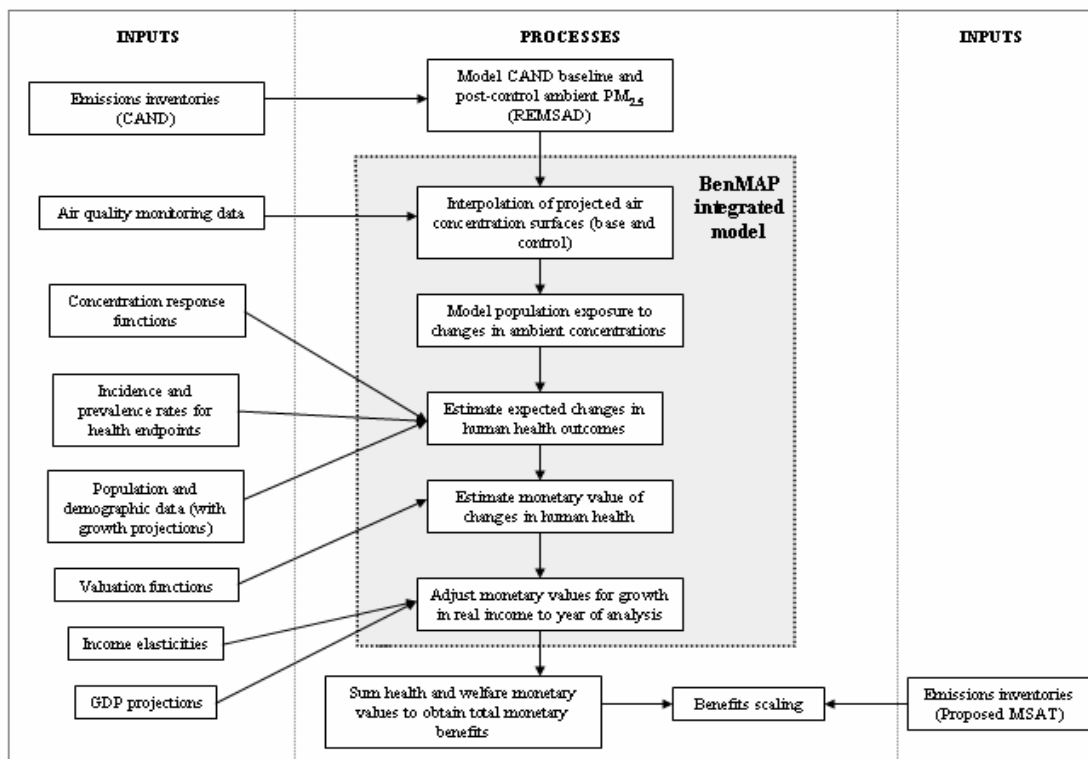 INPUTS
PROCESSES
INPUTS
Emissions inventories
(CAND)
Model CAND baseline and
post-control ambient PM2.5
(REMSAD)
BenMAP
integrated
model
Air quality monitoring data
Interpolation of projected air
concentration surfaces (base and
control)
Concentration response
functions
Model population exposure to
changes in ambient concentrations
Incidence and
prevalence rates for
health endpoints
Estimate expected changes in
human health outcomes
Population and
demographic data (with
growth projections)
Estimate monetary value of
changes in human health
Valuation functions
Adjust monetary values for growth
in real income to year of analysis
Income elasticities
GDP projections
Sum health and welfare monetary
values to obtain total monetary
benefits
Benefits scaling
Emissions inventories
(Proposed MSAT)